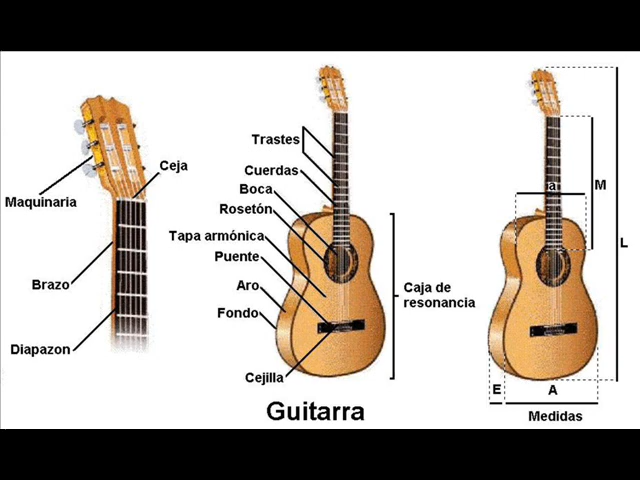 Maquinaria
Ceja
Brazo
Diapazon
Trastes
Cuerdas
Boca
Rosetón
Tapa armónica
Puente
Aro
Fondo
Cejilla
Caja de
resonancia
Guitarra
a
M
L
E
A
Medidas